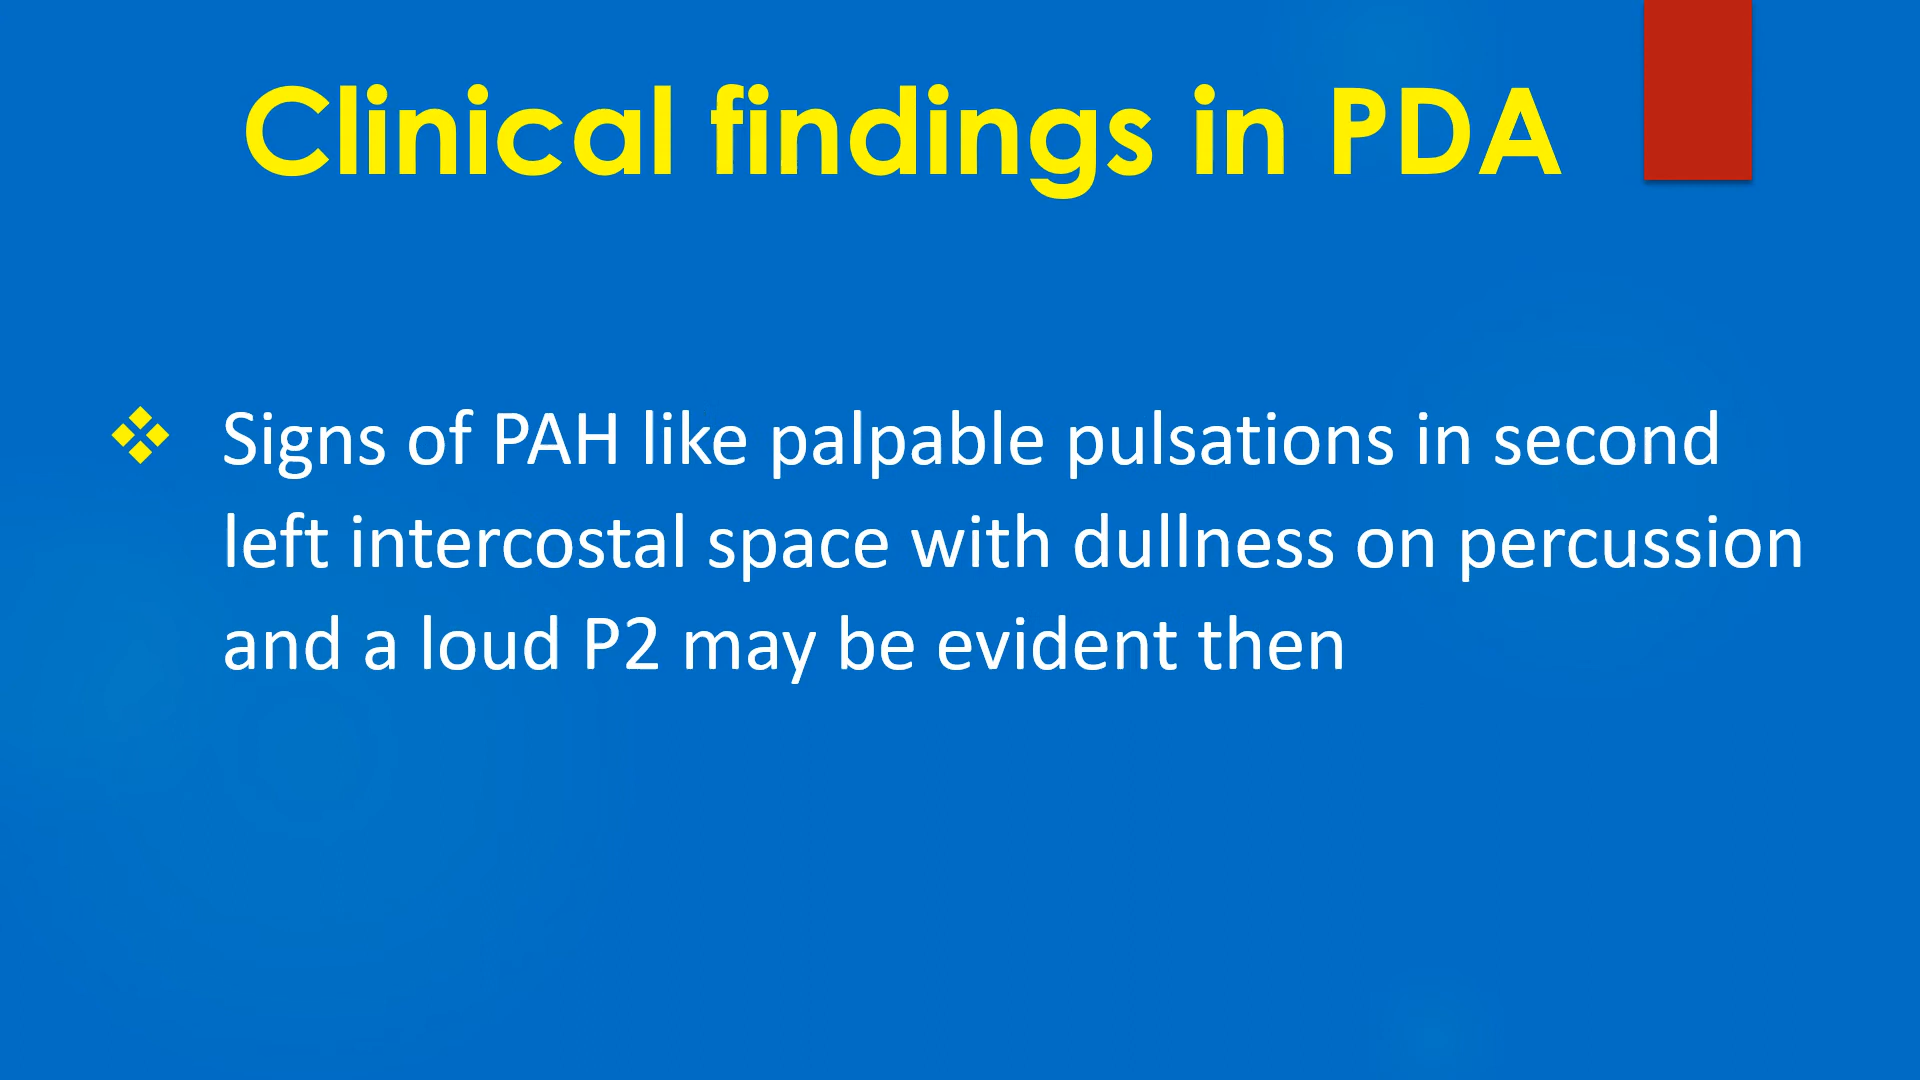 Clinical findings in PDA
Signs of PAH like palpable pulsations in second
left intercostal space with dullness on percussion
and a loud P2 may be evident then